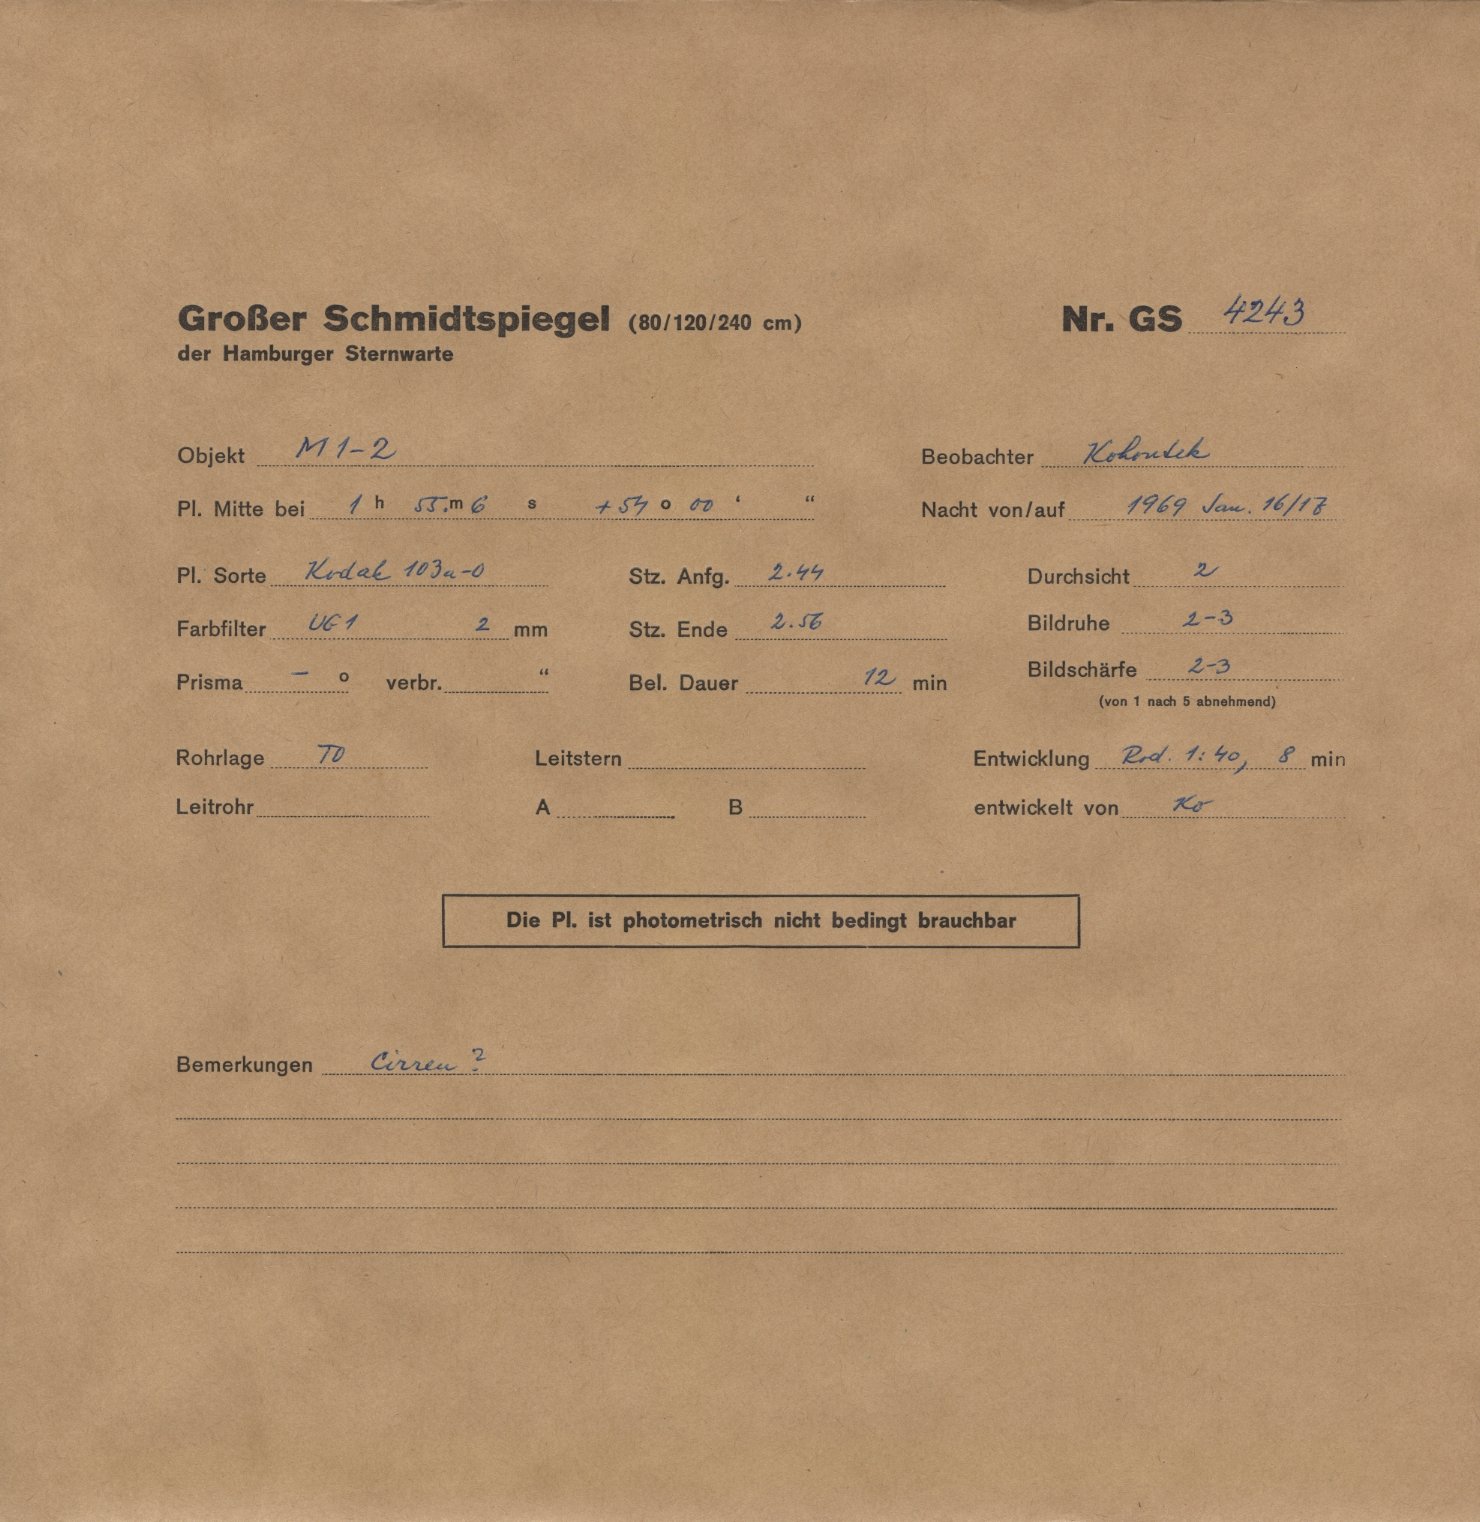 Großer Schmidtspiegel (80/120/240 cm) Nr. GS 4243
der Hamburger Sternwarte
Objekt M 1-2 Beobachter Kohoutek
Pl. Mitte bei 1 h 55. m 6 s +54 o 00 ‘ “ Nacht von/auf 1969 Jan. 16/17
Pl. Sorte Kodak 103a-0 Stz. Anfg. 2.44 Durchsicht 2
Farbfilter UG1 2 mm Stz. Ende 2.56 Bildruhe 2-3
Prisma – o verbr. “ Bel. Dauer 12 min Bildschärfe 2-3
(von 1 nach 5 abnehmend)
Rohrlage TO Leitstern Entwicklung Rod. 1:40, 8 min
Leitrohr A B entwickelt von Ko
Die Pl. ist photometrisch nicht bedingt brauchbar
Bemerkungen Cirren ?